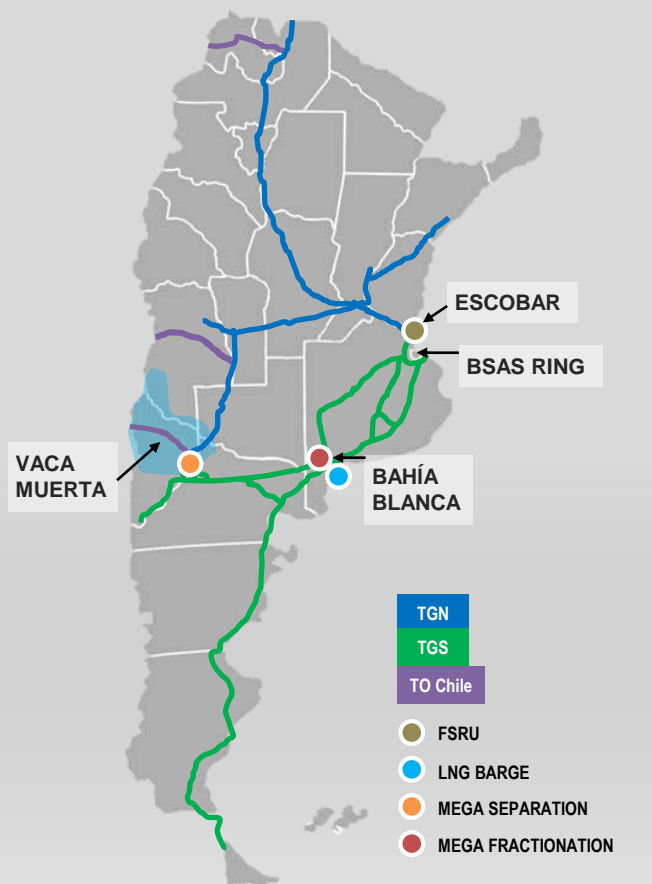 ESCOBAR
BSAS RING
VACA
MUERTA
BAHÍA
BLANCA
TGN
TGS
TO Chile
FSRU
LNG BARGE
MEGA SEPARATION
MEGA FRACTIONATION